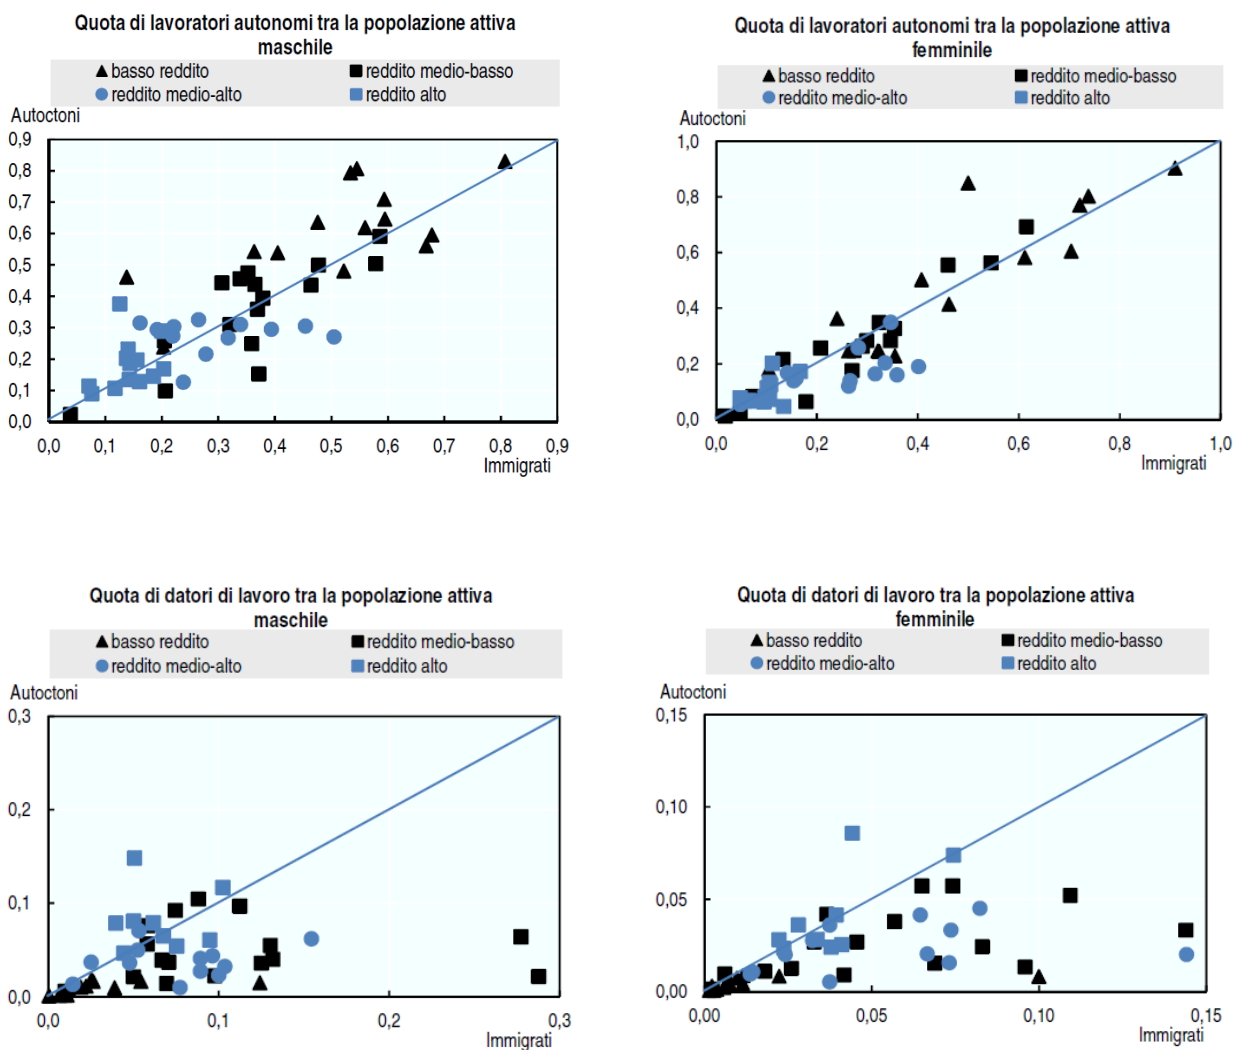 Quota di lavoratori autonomi tra la popolazione attiva
maschile
basso reddito
reddito medio-basso
reddito medio-alto
reddito alto
Autoctoni
0,9
0,8
0,7
0,6
0,5
0,4
0,3
0,2
0,1
0,0
0,0 0,1 0,2 0,3 0,4 0,5 0,6 0,7 0,8 0,9
Immigrati
Quota di lavoratori autonomi tra la popolazione attiva
femminile
basso reddito
reddito medio-basso
reddito medio-alto
reddito alto
Autoctoni
1,0
0,8
0,6
0,4
0,2
0,0
0,0 0,2 0,4 0,6 0,8 1,0
Immigrati
Quota di datori di lavoro tra la popolazione attiva
maschile
basso reddito
reddito medio-basso
reddito medio-alto
reddito alto
Autoctoni
0,3
0,2
0,1
0,0
0,0 0,1 0,2 0,3
Immigrati
Quota di datori di lavoro tra la popolazione attiva
femminile
basso reddito
reddito medio-basso
reddito medio-alto
reddito alto
Autoctoni
0,15
0,10
0,05
0,00
0,00 0,05 0,10 0,15
Immigrati